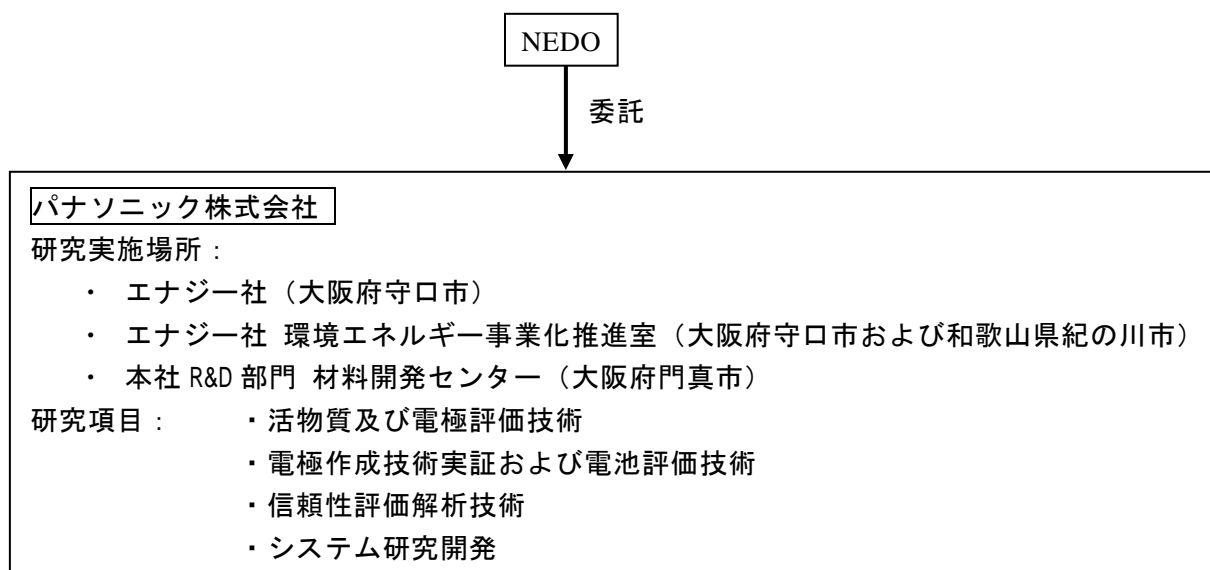 NEDO
委託
パナソニック株式会社
研究実施場所：
・ エナジー社（大阪府守口市）
・ エナジー社 環境エネルギー事業化推進室（大阪府守口市および和歌山県紀の川市）
・ 本社 R&D 部門 材料開発センター（大阪府門真市）
研究項目： ・活物質及び電極評価技術
・電極作成技術実証および電池評価技術
・信頼性評価解析技術
・システム研究開発